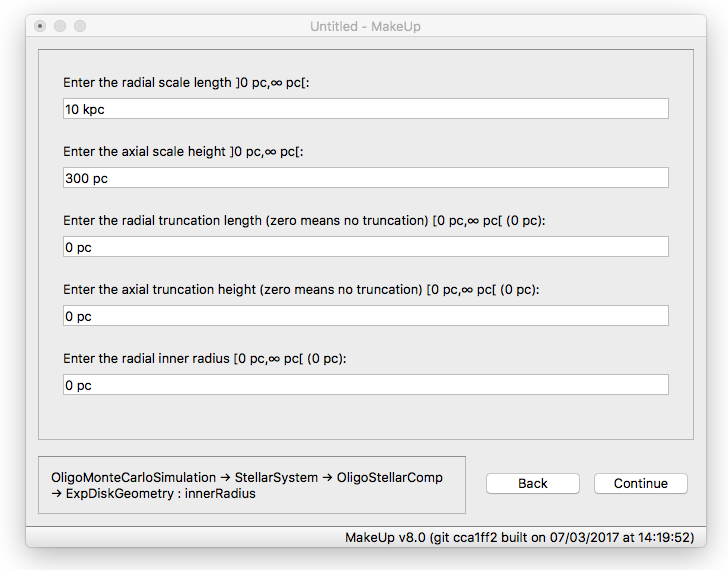 Untitled - MakeUp
Enter the radial scale length ]0 pc,∞ pc[:
10 kpc
Enter the axial scale height ]0 pc,∞ pc[:
300 pc
Enter the radial truncation length (zero means no truncation) [0 pc,∞ pc[ (0 pc):
0 pc
Enter the axial truncation height (zero means no truncation) [0 pc,∞ pc[ (0 pc):
0 pc
Enter the radial inner radius [0 pc,∞ pc[ (0 pc):
0 pc
OligoMonteCarloSimulation → StellarSystem → OligoStellarComp
→ ExpDiskGeometry : innerRadius
Back
Continue
MakeUp v8.0 (git cca1ff2 built on 07/03/2017 at 14:19:52)